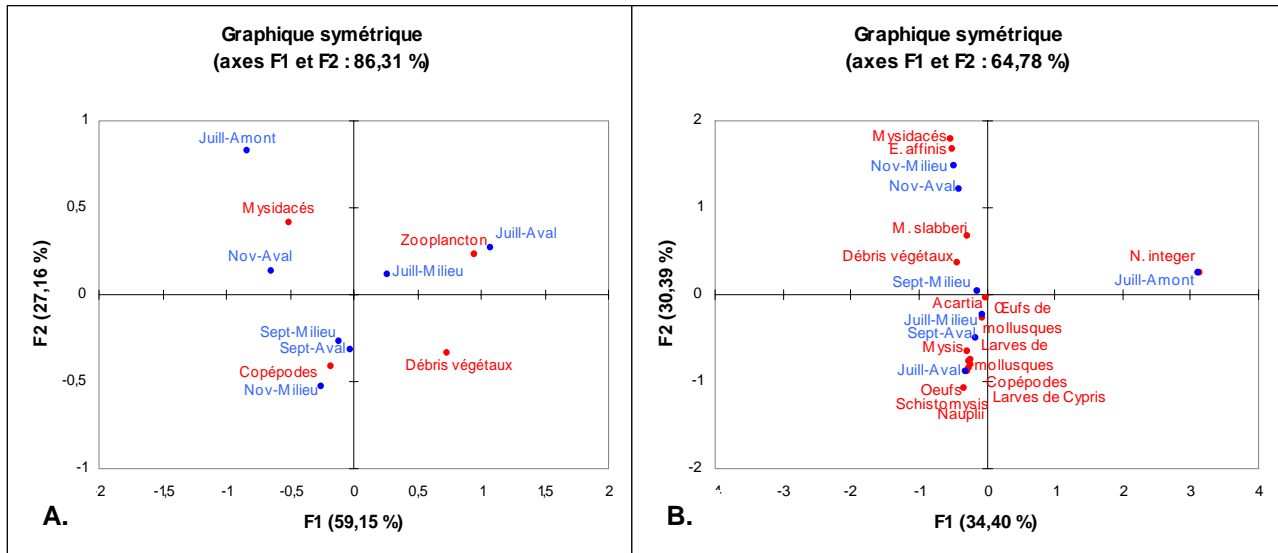 Graphique symétrique
(axes F1 et F2 : 86,31 %)
1
0,5
0
-0,5
-1
F2 (27,16 %)
Juill-Amont
Mysidacés
Nov-Aval
Zooplancton
Juill-Aval
Juill-Milieu
Sept-Milieu
Sept-Aval
Copépodes
Nov-Milieu
Débris végétaux
-2 -1 -0,5 0 0,5 1 1,5 2
F1 (59,15 %)
A.
Graphique symétrique
(axes F1 et F2 : 64,78 %)
2
1
0
-1
-2
F2 (30,39 %)
Mysidacés
E. affinis
Nov-Milieu
Nov-Aval
M. slabberi
Débris végétaux
Sept-Milieu
N. integer
Juill-Amont
Acartia
Œufs de
Juill-Milieu
mollusques
Sept-Aval
Mysis
Larves de
mollusques
Juill-Aval
Copépodes
Oeufs
Larves de Cypris
Schistomysis
Nauplii
-3 -2 -1 0 1 2 3 4
F1 (34,40 %)
B.